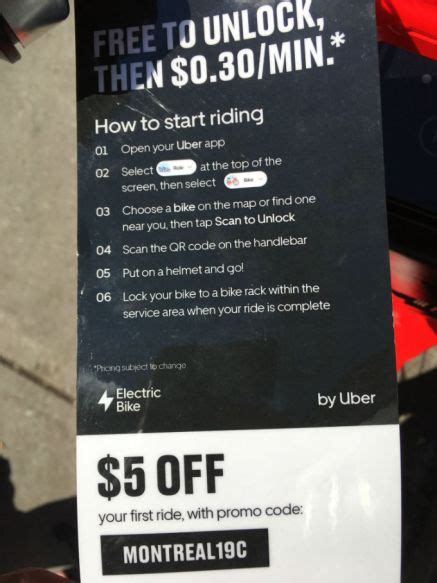 FREE TO UNLOCK,
THEN $0.30/MIN.*
How to start riding
01 Open your Uber app
02 Select Ride at the top of the
screen, then select Bike
03 Choose a bike on the map or find one
near you, then tap Scan to Unlock
04 Scan the QR code on the handlebar
05 Put on a helmet and go!
06 Lock your bike to a bike rack within the
service area when your ride is complete
*Pricing subject to change
Electric
Bike
by Uber
$5 OFF
your first ride, with promo code:
MONTREAL19C